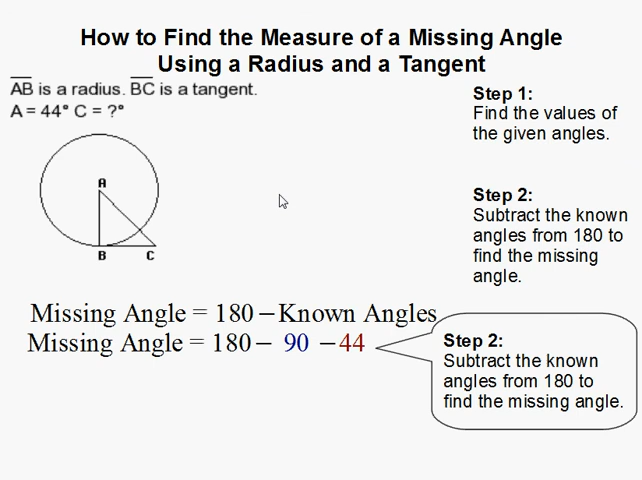 How to Find the Measure of a Missing Angle
Using a Radius and a Tangent
AB is a radius. BC is a tangent.
A = 44° C = ?°
A
B
C
Step 1:
Find the values of
the given angles.
Step 2:
Subtract the known
angles from 180 to
find the missing
angle.
Missing Angle = 180 – Known Angles
Missing Angle = 180 – 90 – 44
Step 2:
Subtract the known
angles from 180 to
find the missing angle.